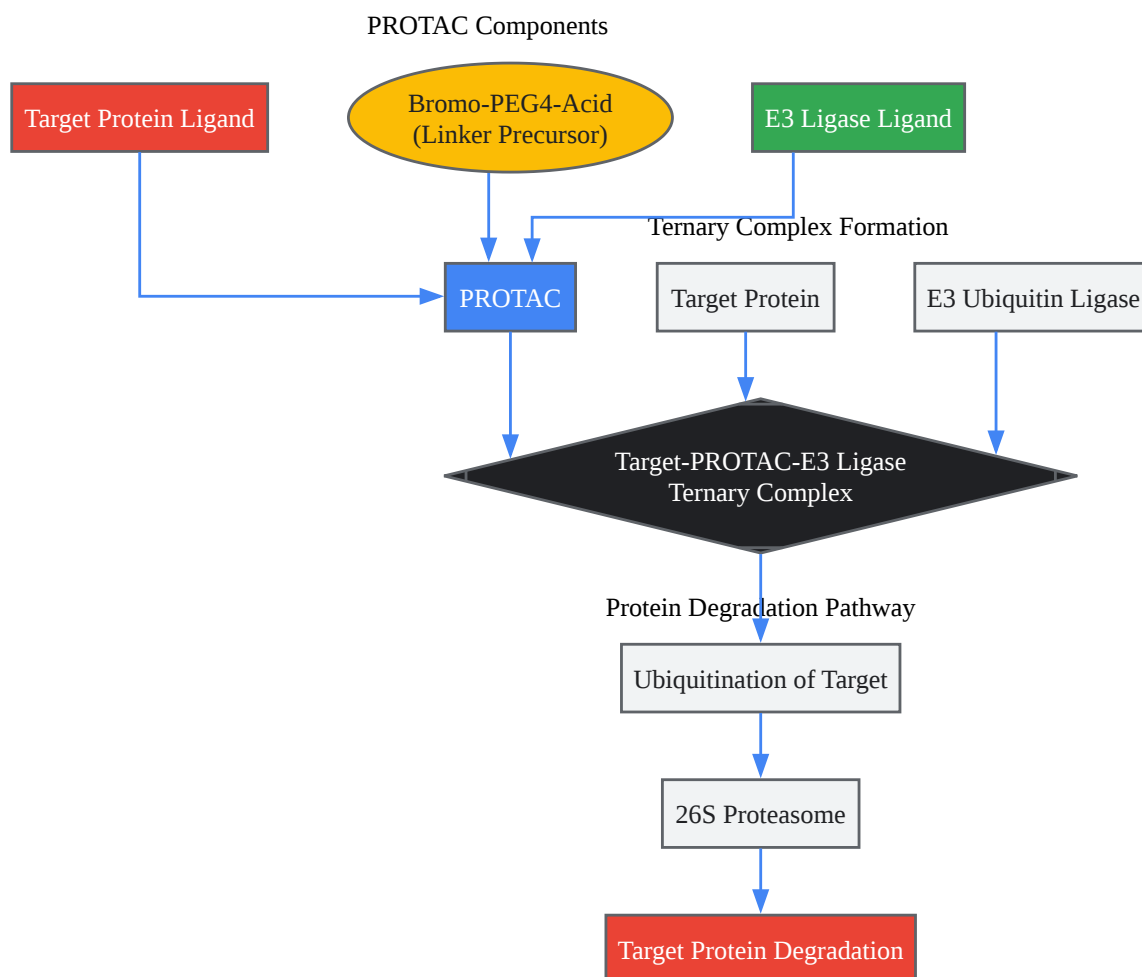 PROTAC Components
Target Protein Ligand
Bromo-PEG4-Acid
(Linker Precursor)
E3 Ligase Ligand
Ternary Complex Formation
PROTAC
Target Protein
E3 Ubiquitin Ligase
Target-PROTAC-E3 Ligase
Ternary Complex
Protein Degradation Pathway
Ubiquitination of Target
26S Proteasome
Target Protein Degradation